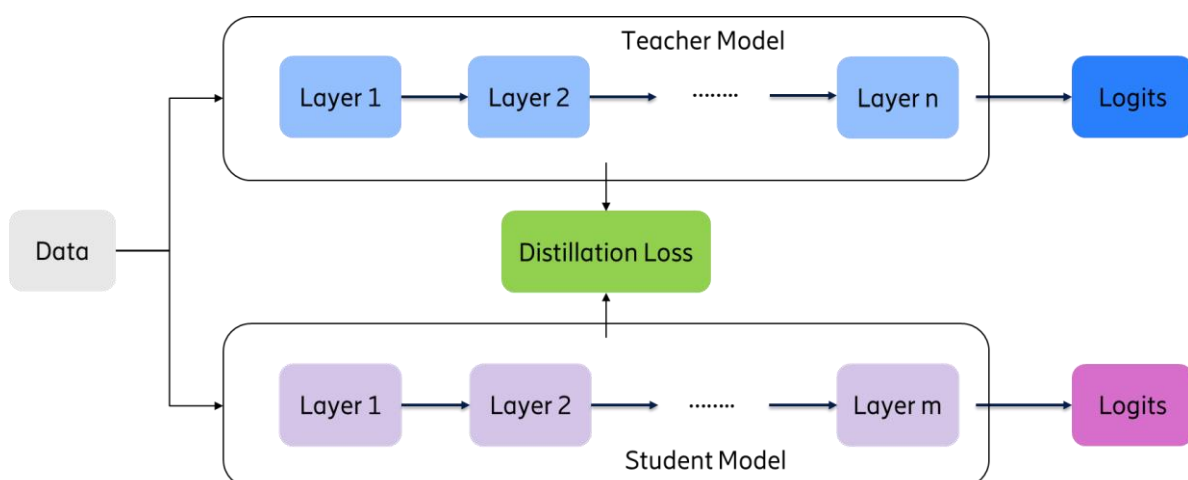 Teacher Model
Layer 1
Layer 2
........
Layer n
Logits
Data
Distillation Loss
Layer 1
Layer 2
........
Layer m
Logits
Student Model